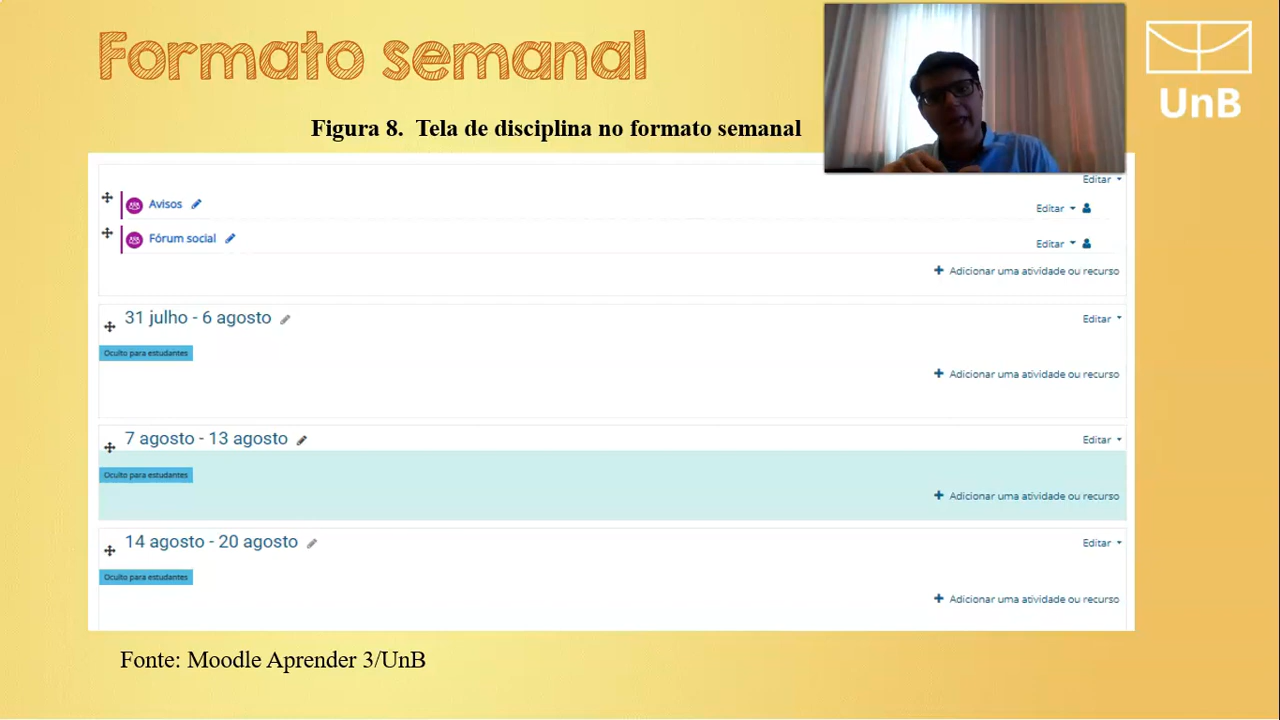 Formato semanal
UnB
Figura 8. Tela de disciplina no formato semanal
Editar
Avisos
Editar
Fórum social
Editar
Adicionar uma atividade ou recurso
31 julho - 6 agosto
Editar
Oculto para estudantes
Adicionar uma atividade ou recurso
7 agosto - 13 agosto
Editar
Oculto para estudantes
Adicionar uma atividade ou recurso
14 agosto - 20 agosto
Editar
Oculto para estudantes
Adicionar uma atividade ou recurso
Fonte: Moodle Aprender 3/UnB